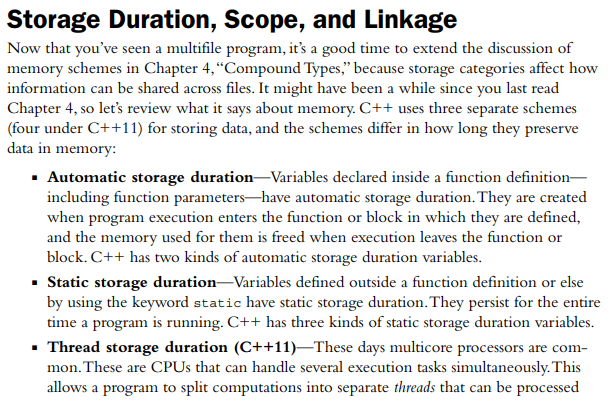 Storage Duration, Scope, and Linkage
Now that you've seen a multifile program, it's a good time to extend the discussion of
memory schemes in Chapter 4, “Compound Types,” because storage categories affect how
information can be shared across files. It might have been a while since you last read
Chapter 4, so let's review what it says about memory. C++ uses three separate schemes
(four under C++11) for storing data, and the schemes differ in how long they preserve
data in memory:
▪ Automatic storage duration—Variables declared inside a function definition—
including function parameters—have automatic storage duration. They are created
when program execution enters the function or block in which they are defined,
and the memory used for them is freed when execution leaves the function or
block. C++ has two kinds of automatic storage duration variables.
▪ Static storage duration—Variables defined outside a function definition or else
by using the keyword static have static storage duration. They persist for the entire
time a program is running. C++ has three kinds of static storage duration variables.
▪ Thread storage duration (C++11)—These days multicore processors are com-
mon. These are CPUs that can handle several execution tasks simultaneously. This
allows a program to split computations into separate threads that can be processed